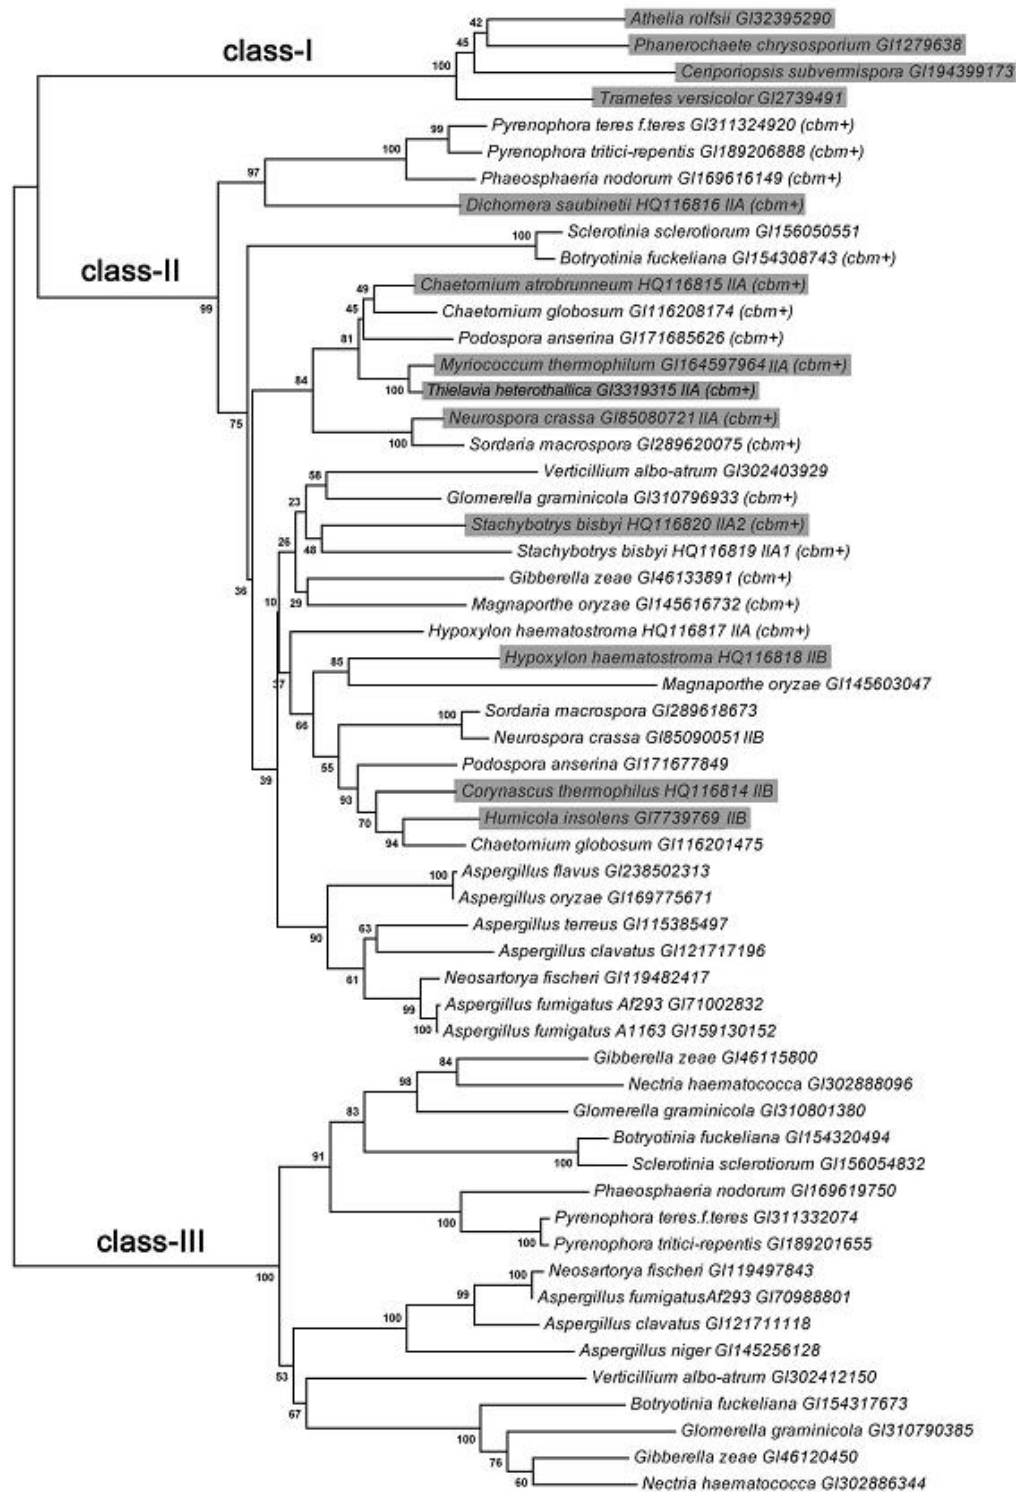 42
Athelia rolfsii GI32395290
class-I
45
Phanerochaete chrysosporium GI1279638
100
Ceriporiopsis subvermispora GI194399173
Trametes versicolor GI2739491
99
Pyrenophora teres f.teres GI311324920 (cbm+)
100
Pyrenophora tritici-repentis GI189206888 (cbm+)
97
Phaeosphaeria nodorum GI169616149 (cbm+)
Dichomera saubinetii HQ116816 IIA (cbm+)
100
Sclerotinia sclerotiorum GI156050551
class-II
Botryotinia fuckeliana GI154308743 (cbm+)
99
49
Chaetomium atrobrunneum HQ116815 IIA (cbm+)
45
Chaetomium globosum GI116208174 (cbm+)
81
Podospora anserina GI171685626 (cbm+)
Myriococcum thermophilum GI164597964 IIA (cbm+)
84
100
Thielavia heterothallica GI3319315 IIA (cbm+)
75
Neurospora crassa GI85080721 IIA (cbm+)
100
Sordaria macrospora GI289620075 (cbm+)
58
Verticillium albo-atrum GI302403929
23
Glomerella graminicola GI310796933 (cbm+)
26
Stachybotrys bisbyi HQ116820 IIA2 (cbm+)
48
Stachybotrys bisbyi HQ116819 IIA1 (cbm+)
36
Gibberella zeae GI46133891 (cbm+)
10
29
Magnaporthe oryzae GI145616732 (cbm+)
Hypoxylon haematostroma HQ116817 IIA (cbm+)
37
85
Hypoxylon haematostroma HQ116818 IIB
Magnaporthe oryzae GI145603047
66
100
Sordaria macrospora GI289618673
Neurospora crassa GI85090051 IIB
55
Podospora anserina GI171677849
39
93
Corynascus thermophilus HQ116814 IIB
70
Humicola insolens GI7739769 IIB
94
Chaetomium globosum GI116201475
100
Aspergillus flavus GI238502313
Aspergillus oryzae GI169775671
90
63
Aspergillus terreus GI115385497
Aspergillus clavatus GI121717196
61
Neosartorya fischeri GI119482417
99
Aspergillus fumigatus Af293 GI71002832
100
Aspergillus fumigatus A1163 GI159130152
84
Gibberella zeae GI46115800
98
Nectria haematococca GI302888096
83
Glomerella graminicola GI310801380
Botryotinia fuckeliana GI154320494
91
100
Sclerotinia sclerotiorum GI156054832
Phaeosphaeria nodorum GI169619750
100
Pyrenophora teres.f.teres GI311332074
class-III
100
Pyrenophora tritici-repentis GI189201655
100
100
Neosartorya fischeri GI119497843
99
Aspergillus fumigatusAf293 GI70988801
100
Aspergillus clavatus GI121711118
Aspergillus niger GI145256128
53
Verticillium albo-atrum GI302412150
67
Botryotinia fuckeliana GI154317673
100
Glomerella graminicola GI310790385
76
Gibberella zeae GI46120450
60
Nectria haematococca GI302886344